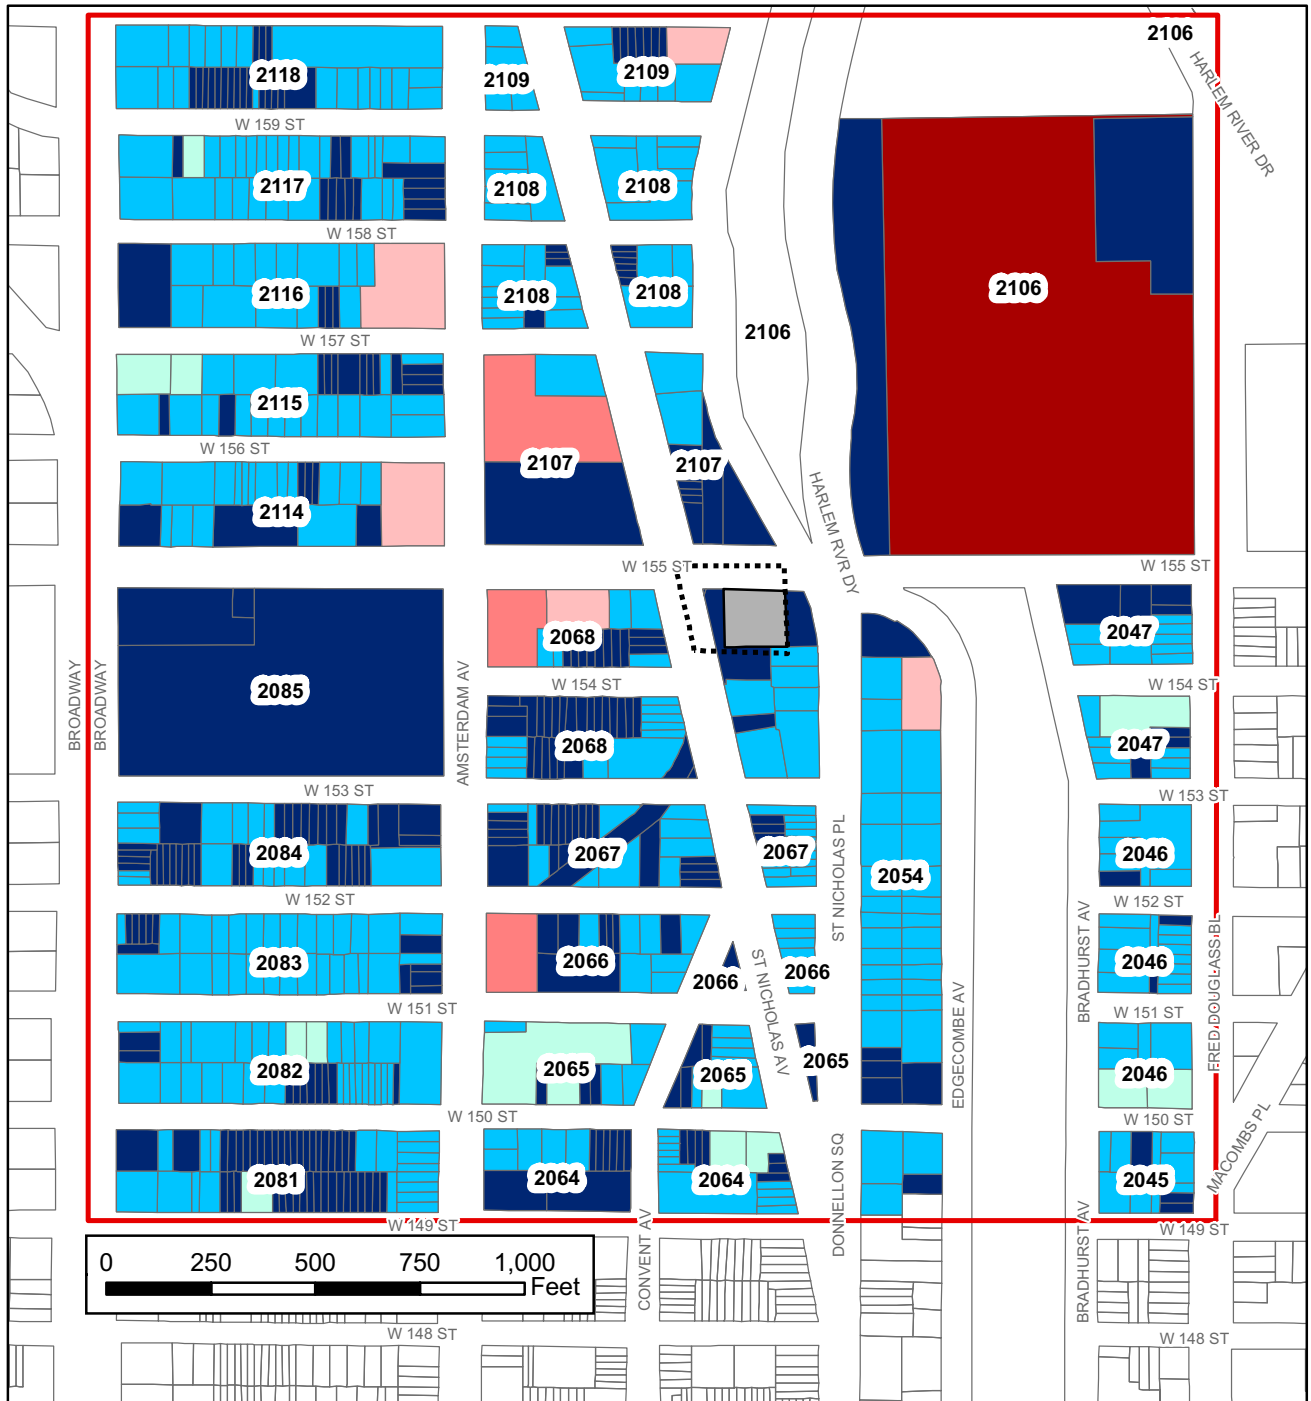 2106
HARLEM RIVER DR
2118
2109
2109
W 159 ST
2117
2108
2108
W 158 ST
2116
2108
2108
2106
2106
W 157 ST
2115
W 156 ST
2107
2107
2114
HARLEM RVR DY
W 155 ST
W 155 ST
2068
2047
BROADWAY
BROADWAY
2085
AMSTERDAM AV
W 154 ST
W 154 ST
2068
2047
W 153 ST
W 153 ST
2084
2067
2067
ST NICHOLAS PL
2054
2046
W 152 ST
W 152 ST
2083
2066
2066
ST NICHOLAS AV
2066
BRADHURST AV
2046
FRED DOUGLASS BL
W 151 ST
W 151 ST
2082
2065
2065
2065
EDGECOMBE AV
2046
W 150 ST
W 150 ST
MACOMBS PL
2081
2064
2064
DONNELLON SQ
2045
W 149 ST
W 149 ST
CONVENT AV
BRADHURST AV
0 250 500 750 1,000
Feet
W 148 ST
W 148 ST